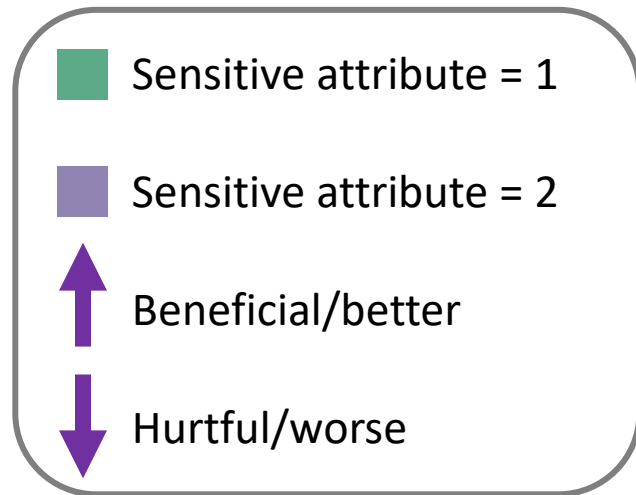 Sensitive attribute = 1
Sensitive attribute = 2
Beneficial/better
Hurtful/worse